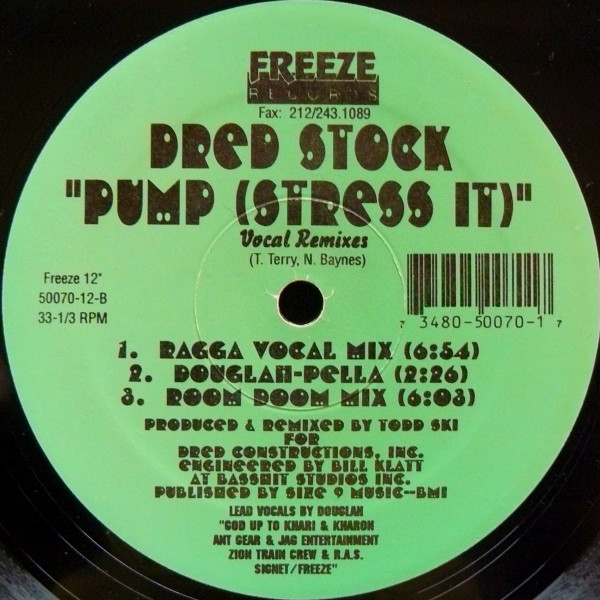 FREEZE
RECORDS
Fax: 212/243.1089
DRED STOCK
"PUMP (STRESS IT)"
Vocal Remixes
(T. Terry, N. Baynes)
Freeze 12"
50070-12-B
33-1/3 RPM
7 3480-50070-1 7
1. RAGGA VOCAL MIX (6:54)
2. DOUGLAH-PELLA (2:26)
3. ROOM DOOM MIX (6:03)
PRODUCED & REMIXED BY TODD SKI
FOR
DRED CONSTRUCTIONS, INC.
ENGINEERED BY BILL KLATT
AT BASSHIT STUDIOS INC.
PUBLISHED BY SIZE 9 MUSIC--BMI
LEAD VOCALS BY DOUGLAH
"GOD UP TO KHARI & KHARON
ANT GEAR & JAG ENTERTAINMENT
ZION TRAIN CREW & R.A.S.
SIGNET/FREEZE"